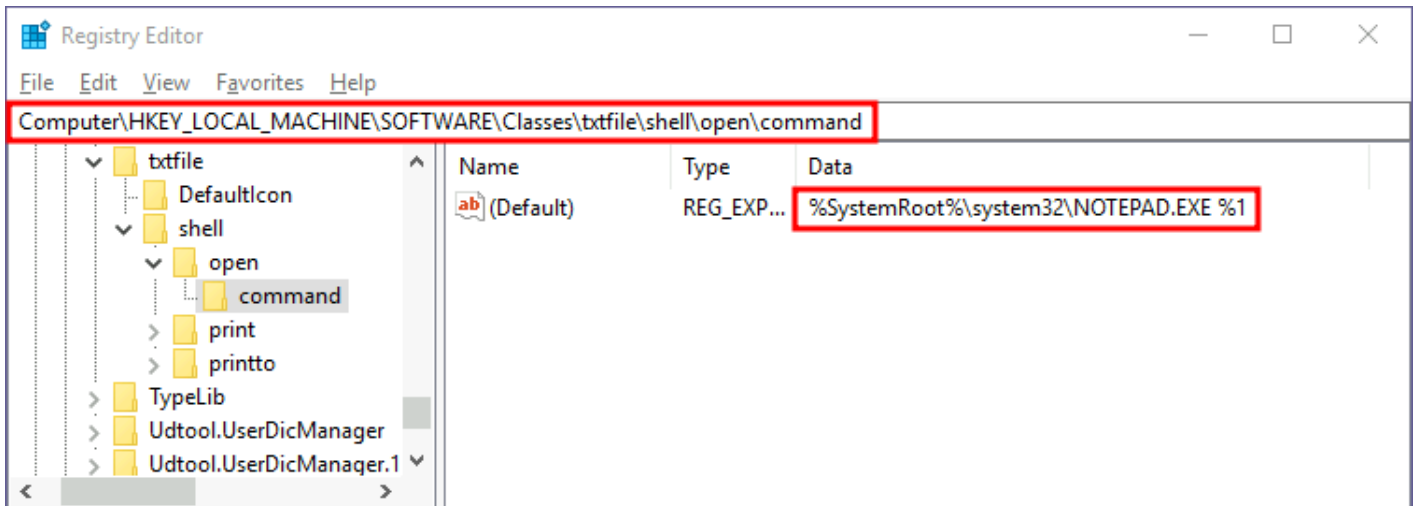 Registry Editor
File Edit View Favorites Help
Computer\HKEY_LOCAL_MACHINE\SOFTWARE\Classes\txtfile\shell\open\command
txtfile
DefaultIcon
shell
open
command
print
printto
TypeLib
Udtool.UserDicManager
Udtool.UserDicManager.1
Name Type Data
ab (Default) REG_EXP... %SystemRoot%\system32\NOTEPAD.EXE %1